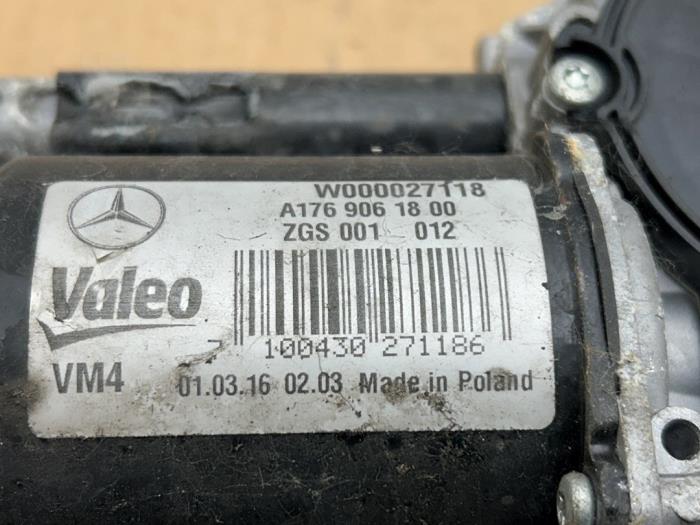 W000027118
A176 906 18 00
ZGS 001 012
Valeo
7 100430 271186
VM4 01.03.16 02.03 Made in Poland